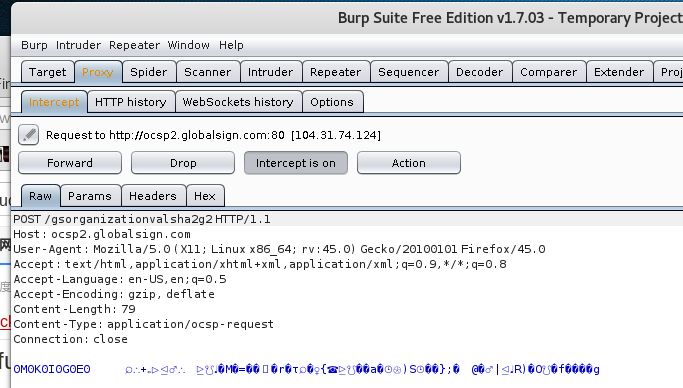 Burp Suite Free Edition v1.7.03 - Temporary Project
Burp Intruder Repeater Window Help
Target Proxy Spider Scanner Intruder Repeater Sequencer Decoder Comparer Extender Proj
Intercept HTTP history WebSockets history Options
Request to http://ocsp2.globalsign.com:80 [104.31.74.124]
Forward Drop Intercept is on Action
Raw Params Headers Hex
POST /gsorganizationvalsha2g2 HTTP/1.1
Host: ocsp2.globalsign.com
User-Agent: Mozilla/5.0 (X11; Linux x86_64; rv:45.0) Gecko/20100101 Firefox/45.0
Accept: text/html,application/xhtml+xml,application/xml;q=0.9,*/*;q=0.8
Accept-Language: en-US,en;q=0.5
Accept-Encoding: gzip, deflate
Content-Length: 79
Content-Type: application/ocsp-request
Connection: close
0M0K0I0G0E0